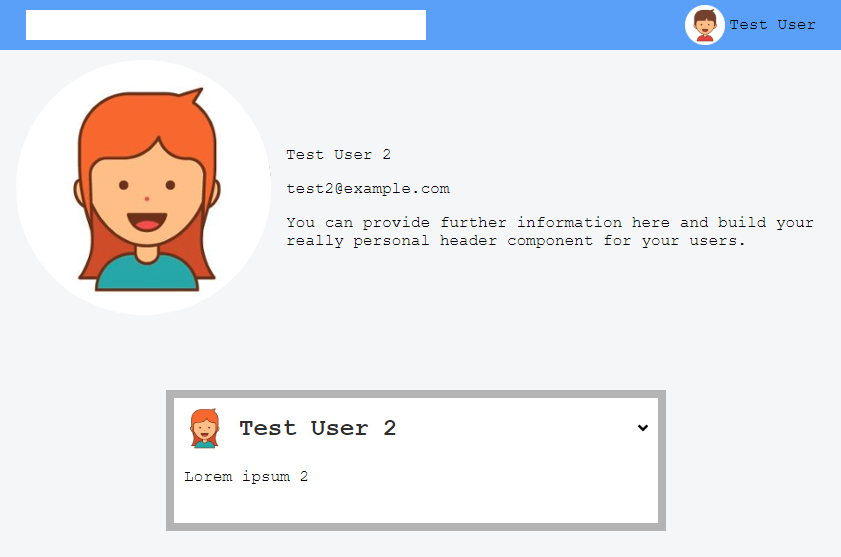 Test User
Test User 2
test2@example.com
You can provide further information here and build your
really personal header component for your users.
Test User 2
Lorem ipsum 2